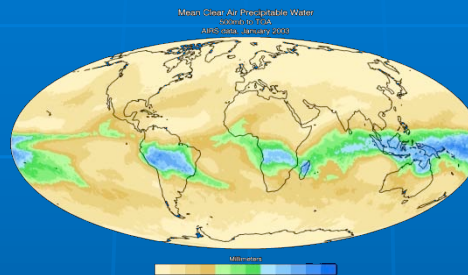 Mean Clear Air Precipitable Water
500mb to TOA
AIRS data, January 2003
Millimeters